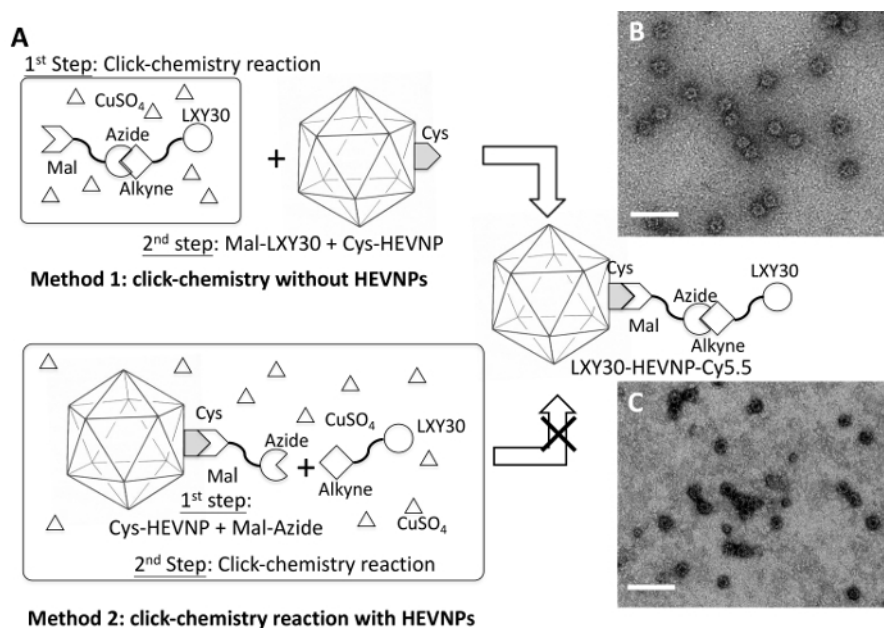 A
1st Step: Click-chemistry reaction
CuSO4
LXY30
Azide
Mal
Alkyne
+
Cys
2nd step: Mal-LXY30 + Cys-HEVNP
Method 1: click-chemistry without HEVNPs
B
Cys
LXY30
Azide
Mal
Alkyne
LXY30-HEVNP-Cy5.5
Cys
CuSO4
LXY30
Azide
Mal
+
Alkyne
1st step:
Cys-HEVNP + Mal-Azide
CuSO4
2nd Step: Click-chemistry reaction
Method 2: click-chemistry reaction with HEVNPs
C